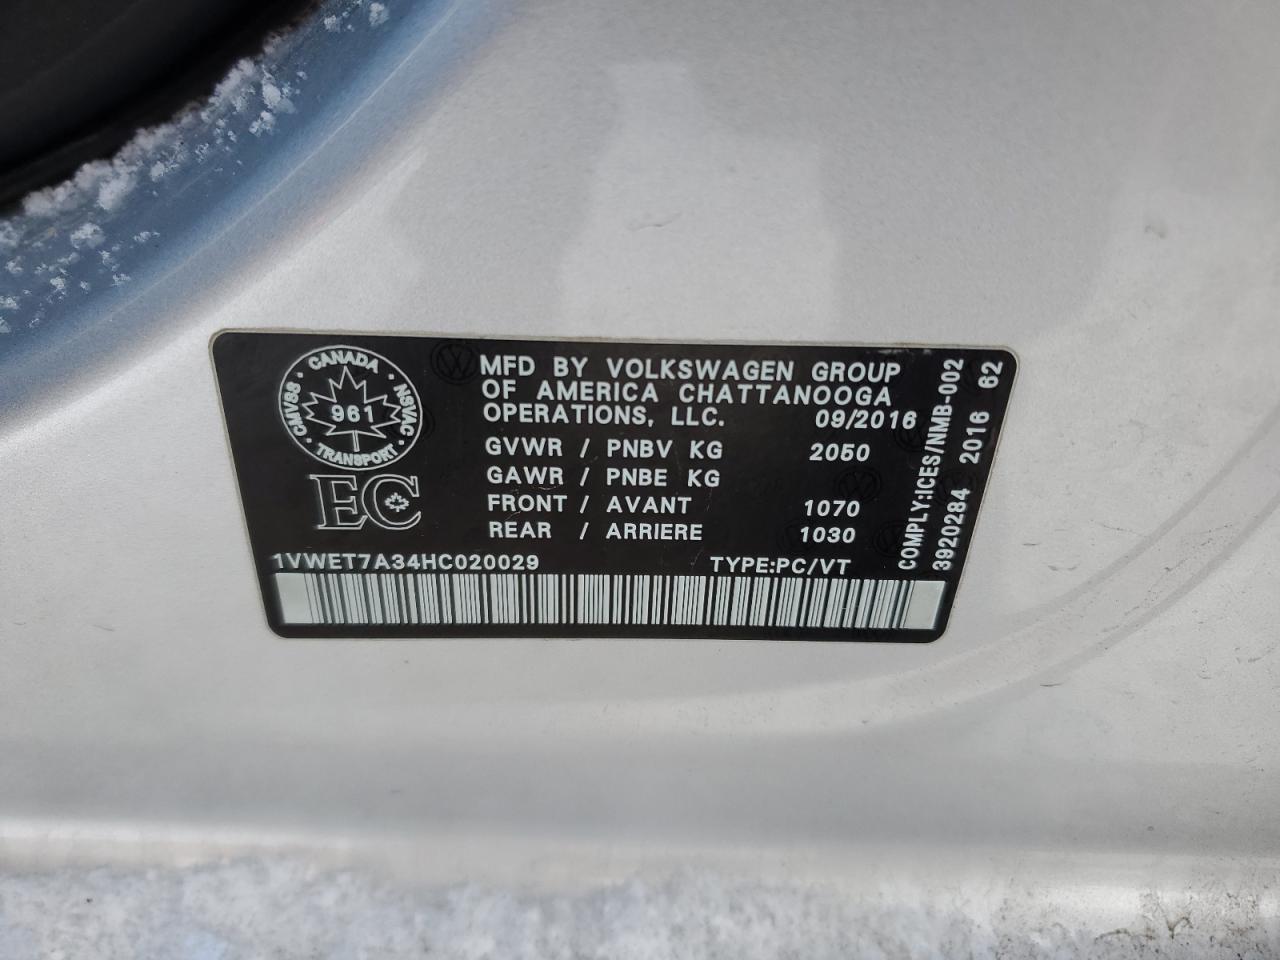 CANADA
CMVSS
961
NSVAC
TRANSPORT
EC
MFD BY VOLKSWAGEN GROUP
OF AMERICA CHATTANOOGA
OPERATIONS, LLC. 09/2016
GVWR / PNBV KG 2050
GAWR / PNBE KG
FRONT / AVANT 1070
REAR / ARRIERE 1030
1VWET7A34HC020029 TYPE:PC/VT
COMPLY:ICES/NMB-002
3920284 2016 62